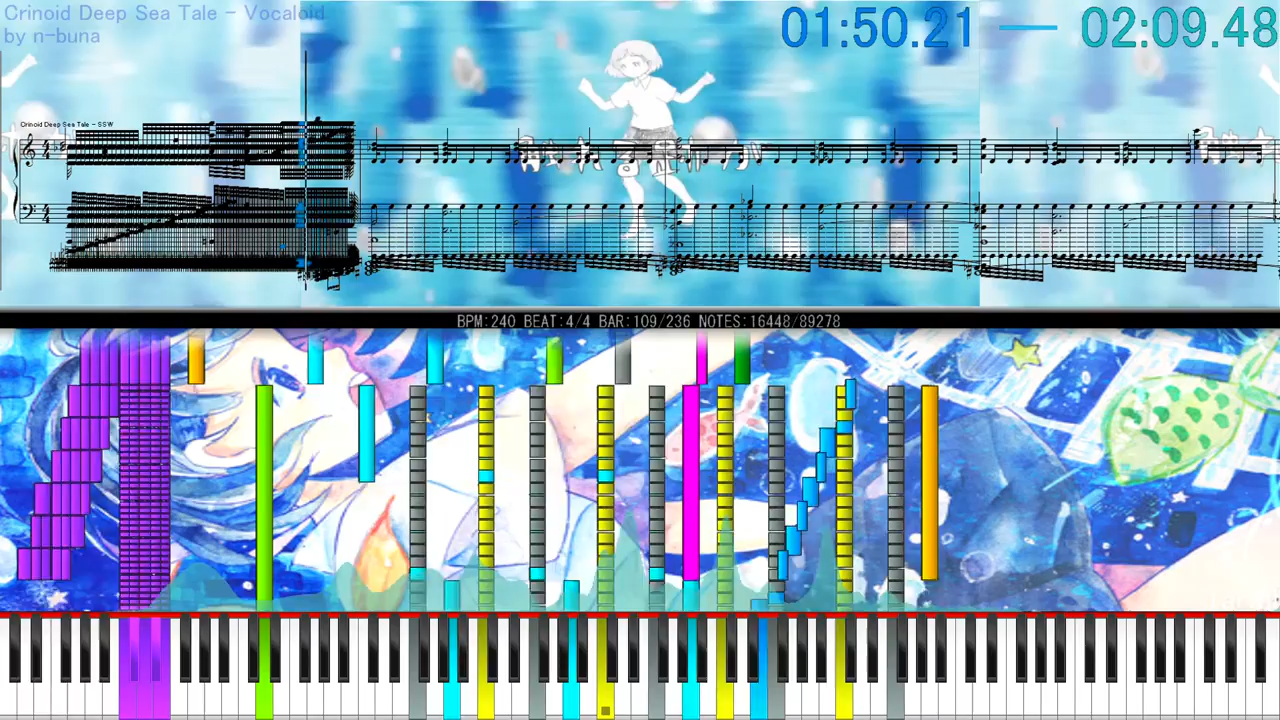 Crinoid Deep Sea Tale - Vocaloid
by n-buna
01:50.21 — 02:09.48
Crinoid Deep Sea Tale - SSW
BPM:240 BEAT:4/4 BAR:109/236 NOTES:16448/89278